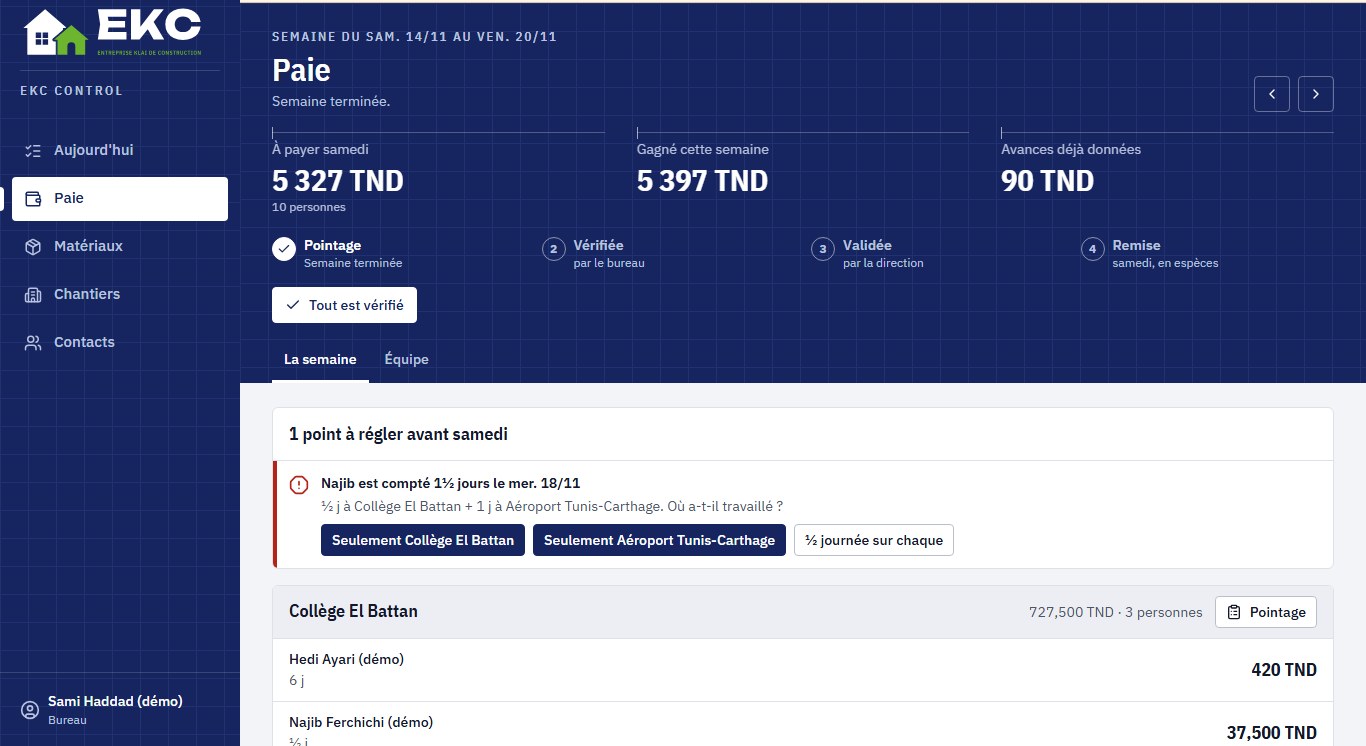 EKC
ENTREPRISE KLAI DE CONSTRUCTION
EKC CONTROL
Aujourd'hui
Paie
Matériaux
Chantiers
Contacts
Sami Haddad (démo)
Bureau
SEMAINE DU SAM. 14/11 AU VEN. 20/11
Paie
Semaine terminée.
À payer samedi
5 327 TND
10 personnes
Gagné cette semaine
5 397 TND
Avances déjà données
90 TND
Pointage
Semaine terminée
2 Vérifiée
par le bureau
3 Validée
par la direction
4 Remise
samedi, en espèces
Tout est vérifié
La semaine
Équipe
1 point à régler avant samedi
Najib est compté 1½ jours le mer. 18/11
½ j à Collège El Battan + 1 j à Aéroport Tunis-Carthage. Où a-t-il travaillé ?
Seulement Collège El Battan
Seulement Aéroport Tunis-Carthage
½ journée sur chaque
Collège El Battan
727,500 TND · 3 personnes
Pointage
Hedi Ayari (démo)
6 j
420 TND
Najib Ferchichi (démo)
½ j
37,500 TND